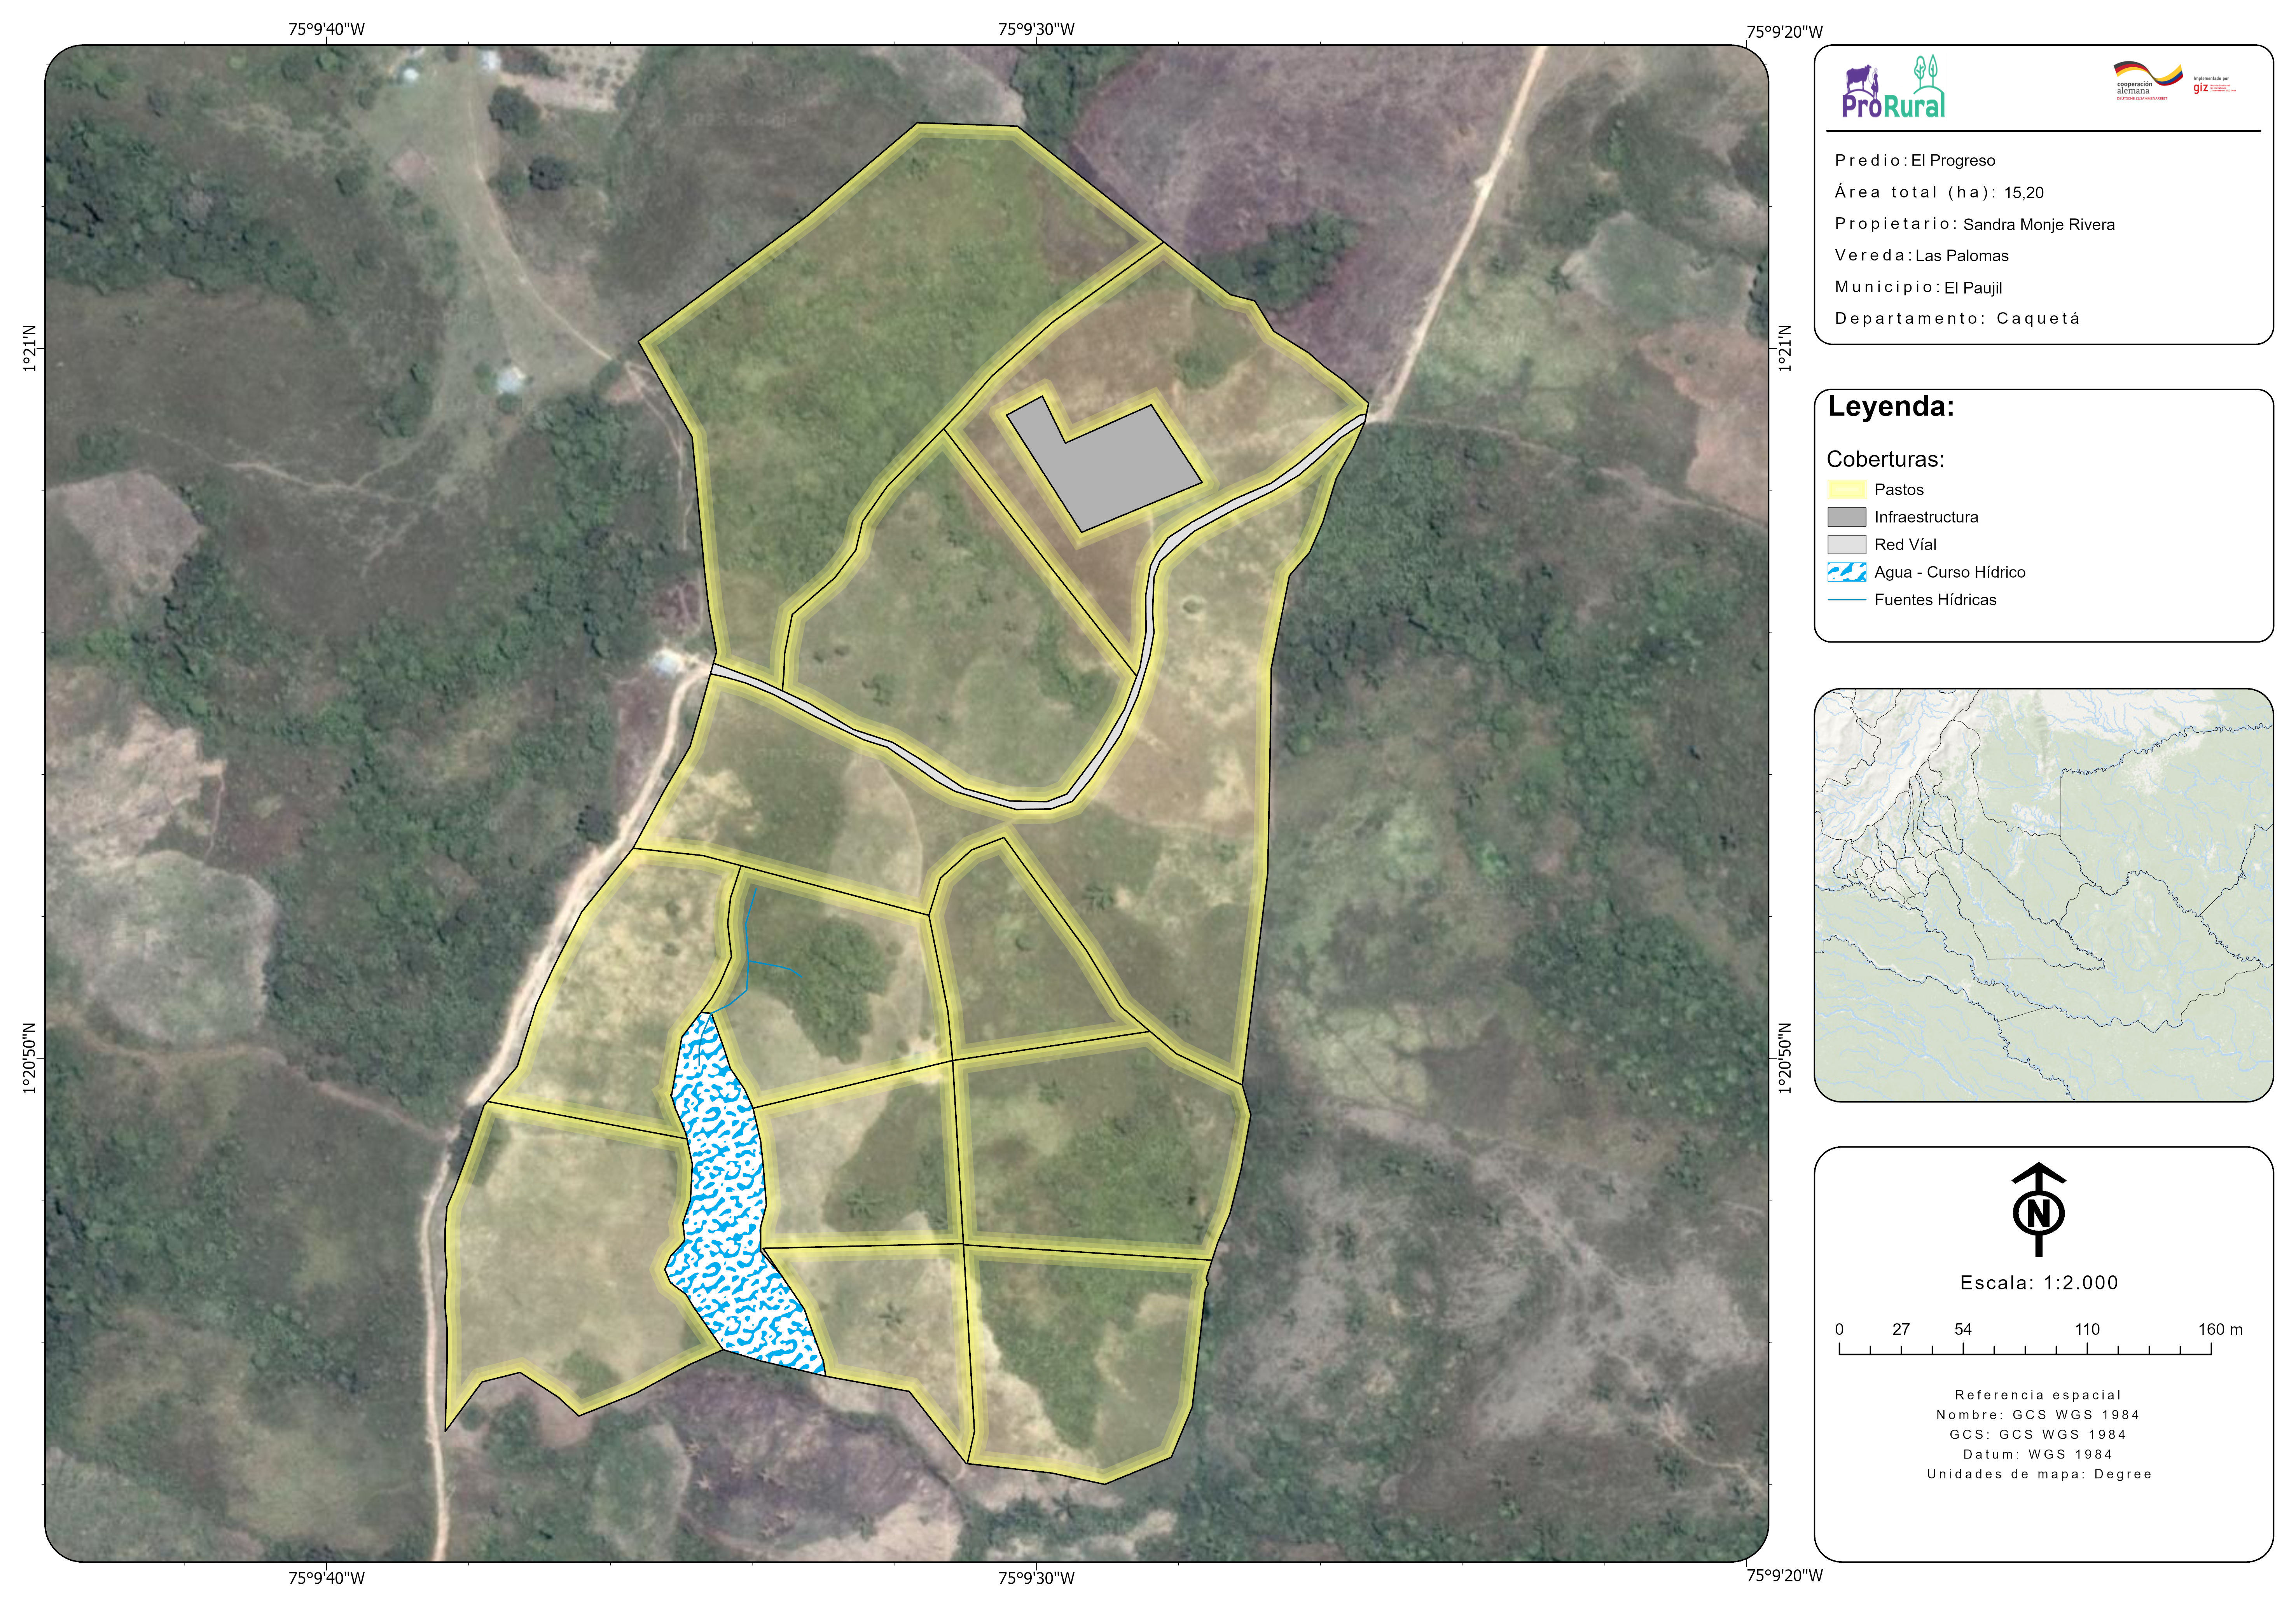 75°9'40"W
75°9'30"W
75°9'20"W
1°21'N
1°21'N
1°20'50"N
1°20'50"N
75°9'40"W
75°9'30"W
75°9'20"W
ProRural
cooperación
alemana
DEUTSCHE ZUSAMMENARBEIT
Implementada por
giz
Predio: El Progreso
Área total (ha): 15,20
Propietario: Sandra Monje Rivera
Vereda: Las Palomas
Municipio: El Paujil
Departamento: Caquetá
Leyenda:
Coberturas:
Pastos
Infraestructura
Red Víal
Agua - Curso Hídrico
Fuentes Hídricas
N
Escala: 1:2.000
0 27 54 110 160 m
Referencia espacial
Nombre: GCS WGS 1984
GCS: GCS WGS 1984
Datum: WGS 1984
Unidades de mapa: Degree